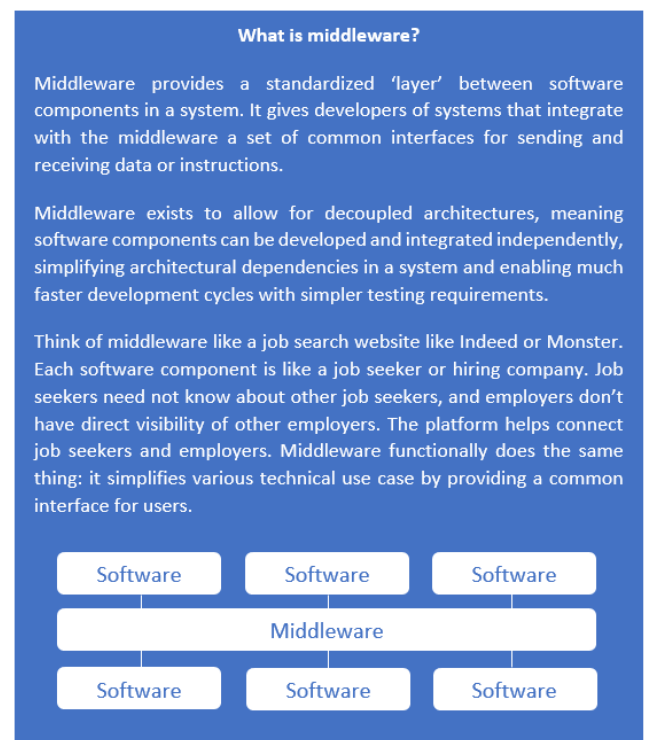 What is middleware?
Middleware provides a standardized ‘layer’ between software
components in a system. It gives developers of systems that integrate
with the middleware a set of common interfaces for sending and
receiving data or instructions.
Middleware exists to allow for decoupled architectures, meaning
software components can be developed and integrated independently,
simplifying architectural dependencies in a system and enabling much
faster development cycles with simpler testing requirements.
Think of middleware like a job search website like Indeed or Monster.
Each software component is like a job seeker or hiring company. Job
seekers need not know about other job seekers, and employers don’t
have direct visibility of other employers. The platform helps connect
job seekers and employers. Middleware functionally does the same
thing: it simplifies various technical use case by providing a common
interface for users.
Software Software Software
Middleware
Software Software Software